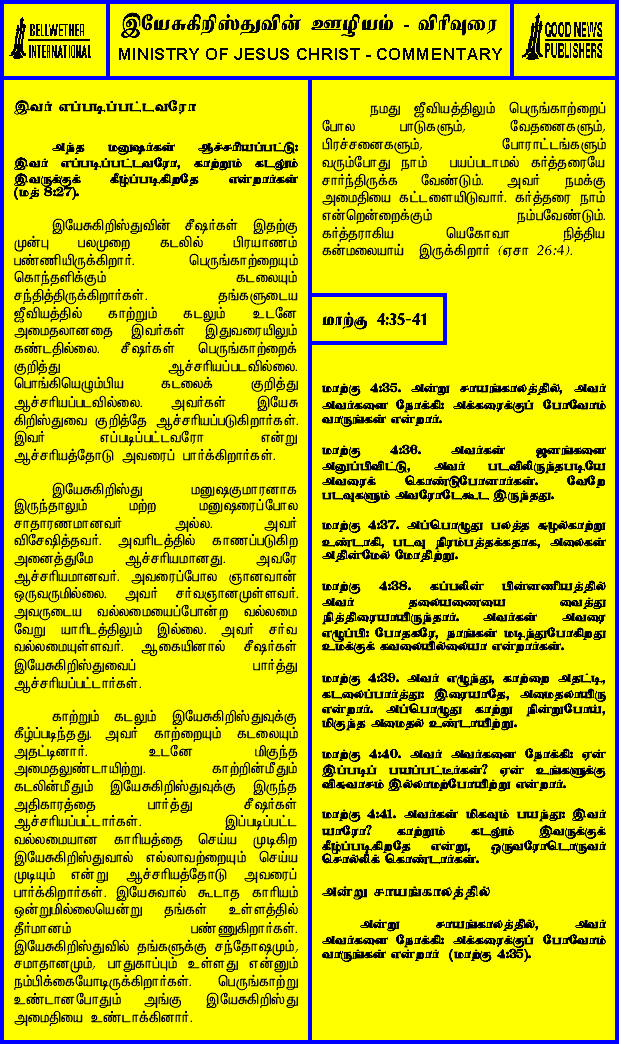 BELLWETHER
INTERNATIONAL
இயேசுகிறிஸ்துவின் ஊழியம் - விரிவுரை
MINISTRY OF JESUS CHRIST - COMMENTARY
GOOD NEWS
PUBLISHERS
இவர் எப்படிப்பட்டவரோ
அந்த மனுஷர்கள் ஆச்சரியப்பட்டு:
இவர் எப்படிப்பட்டவரோ, காற்றும் கடலும்
இவருக்குக் கீழ்ப்படிகிறதே என்றார்கள்
(மத் 8:27).
இயேசுகிறிஸ்துவின் சீஷர்கள் இதற்கு
முன்பு பலமுறை கடலில் பிரயாணம்
பண்ணியிருக்கிறார். பெருங்காற்றையும்
கொந்தளிக்கும் கடலையும்
சந்தித்திருக்கிறார்கள். தங்களுடைய
ஜீவியத்தில் காற்றும் கடலும் உடனே
அமைதலானதை இவர்கள் இதுவரையிலும்
கண்டதில்லை. சீஷர்கள் பெருங்காற்றைக்
குறித்து ஆச்சரியப்படவில்லை.
பொங்கியெழும்பிய கடலைக் குறித்து
ஆச்சரியப்படவில்லை. அவர்கள் இயேசு
கிறிஸ்துவை குறித்தே ஆச்சரியப்படுகிறார்கள்.
இவர் எப்படிப்பட்டவரோ என்று
ஆச்சரியத்தோடு அவரைப் பார்க்கிறார்கள்.
இயேசுகிறிஸ்து மனுஷகுமாரனாக
இருந்தாலும் மற்ற மனுஷரைப்போல
சாதாரணமானவர் அல்ல. அவர்
விசேஷித்தவர். அவரிடத்தில் காணப்படுகிற
அனைத்துமே ஆச்சரியமானது. அவரே
ஆச்சரியமானவர். அவரைப்போல ஞானவான்
ஒருவருமில்லை. அவர் சர்வஞானமுள்ளவர்.
அவருடைய வல்லமையைப்போன்ற வல்லமை
வேறு யாரிடத்திலும் இல்லை. அவர் சர்வ
வல்லமையுள்ளவர். ஆகையினால் சீஷர்கள்
இயேசுகிறிஸ்துவைப் பார்த்து
ஆச்சரியப்பட்டார்கள்.
காற்றும் கடலும் இயேசுகிறிஸ்துவுக்கு
கீழ்ப்படிந்தது. அவர் காற்றையும் கடலையும்
அதட்டினார். உடனே மிகுந்த
அமைதலுண்டாயிற்று. காற்றின்மீதும்
கடலின்மீதும் இயேசுகிறிஸ்துவுக்கு இருந்த
அதிகாரத்தை பார்த்து சீஷர்கள்
ஆச்சரியப்பட்டார்கள். இப்படிப்பட்ட
வல்லமையான காரியத்தை செய்ய முடிகிற
இயேசுகிறிஸ்துவால் எல்லாவற்றையும் செய்ய
முடியும் என்று ஆச்சரியத்தோடு அவரைப்
பார்க்கிறார்கள். இயேசுவால் கூடாத காரியம்
ஒன்றுமில்லையென்று தங்கள் உள்ளத்தில்
தீர்மானம் பண்ணுகிறார்கள்.
இயேசுகிறிஸ்துவில் தங்களுக்கு சந்தோஷமும்,
சமாதானமும், பாதுகாப்பும் உள்ளது என்னும்
நம்பிக்கையோடிருக்கிறார்கள். பெருங்காற்று
உண்டானபோதும் அங்கு இயேசுகிறிஸ்து
அமைதியை உண்டாக்கினார்.
நமது ஜீவியத்திலும் பெருங்காற்றைப்
போல பாடுகளும், வேதனைகளும்,
பிரச்சனைகளும், போராட்டங்களும்
வரும்போது நாம் பயப்படாமல் கர்த்தரையே
சார்ந்திருக்க வேண்டும். அவர் நமக்கு
அமைதியை கட்டளையிடுவார். கர்த்தரை நாம்
என்றென்றைக்கும் நம்பவேண்டும்.
கர்த்தராகிய யெகோவா நித்திய
கன்மலையாய் இருக்கிறார் (ஏசா 26:4).
மாற்கு 4:35-41
மாற்கு 4:35. அன்று சாயங்காலத்தில், அவர்
அவர்களை நோக்கி: அக்கரைக்குப் போவோம்
வாருங்கள் என்றார்.
மாற்கு 4:36. அவர்கள் ஜனங்களை
அனுப்பிவிட்டு, அவர் படவிலிருந்தபடியே
அவரைக் கொண்டுபோனார்கள். வேறே
படவுகளும் அவரோடேகூட இருந்தது.
மாற்கு 4:37. அப்பொழுது பலத்த சுழல்காற்று
உண்டாகி, படவு நிரம்பத்தக்கதாக, அலைகள்
அதின்மேல் மோதிற்று.
மாற்கு 4:38. கப்பலின் பின்னணியத்தில்
அவர் தலையணையை வைத்து
நித்திரையாயிருந்தார். அவர்கள் அவரை
எழுப்பி: போதகரே, நாங்கள் மடிந்துபோகிறது
உமக்குக் கவலையில்லையா என்றார்கள்.
மாற்கு 4:39. அவர் எழுந்து, காற்றை அதட்டி,
கடலைப்பார்த்து: இரையாதே, அமைதலாயிரு
என்றார். அப்பொழுது காற்று நின்றுபோய்,
மிகுந்த அமைதல் உண்டாயிற்று.
மாற்கு 4:40. அவர் அவர்களை நோக்கி: ஏன்
இப்படிப் பயப்பட்டீர்கள்? ஏன் உங்களுக்கு
விசுவாசம் இல்லாமற்போயிற்று என்றார்.
மாற்கு 4:41. அவர்கள் மிகவும் பயந்து: இவர்
யாரோ? காற்றும் கடலும் இவருக்குக்
கீழ்ப்படிகிறதே என்று, ஒருவரோடொருவர்
சொல்லிக் கொண்டார்கள்.
அன்று சாயங்காலத்தில்
அன்று சாயங்காலத்தில், அவர்
அவர்களை நோக்கி: அக்கரைக்குப் போவோம்
வாருங்கள் என்றார் (மாற்கு 4:35).